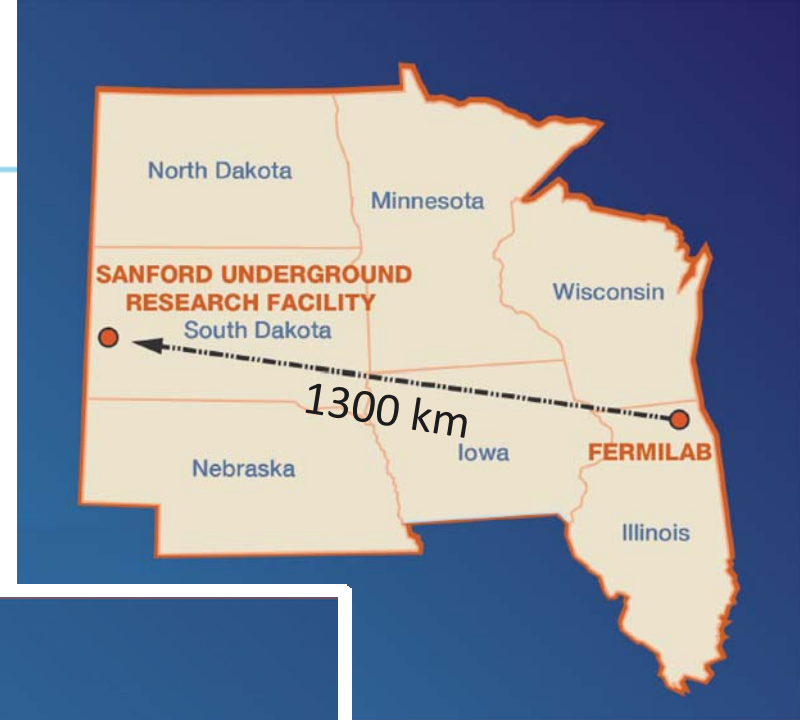 North Dakota
Minnesota
SANFORD UNDERGROUND
RESEARCH FACILITY
Wisconsin
South Dakota
1300 km
FERMILAB
Iowa
Nebraska
Illinois